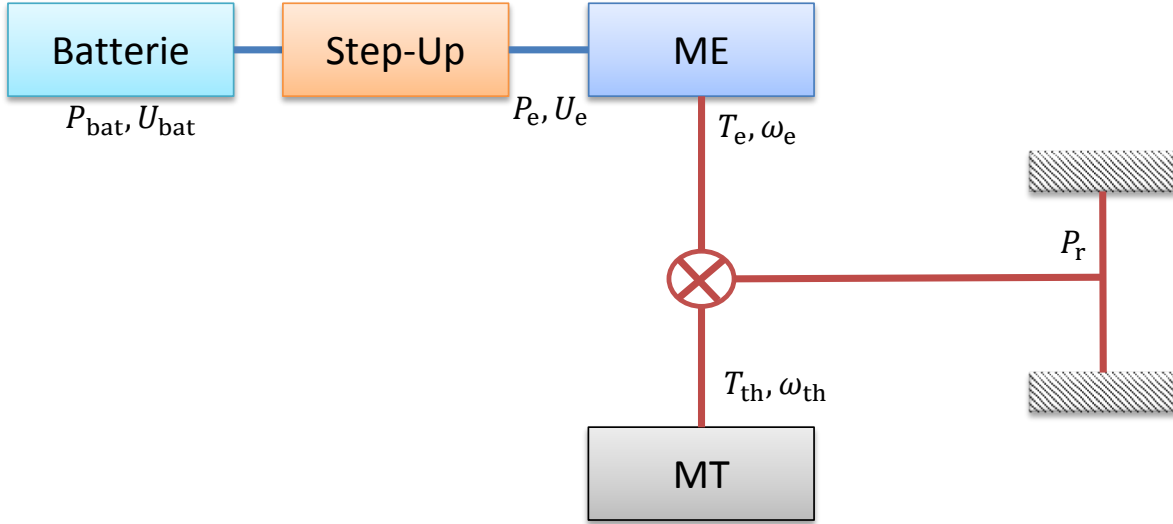 Batterie
Step-Up
ME
P_bat, U_bat
P_e, U_e
T_e, ω_e
P_r
T_th, ω_th
MT